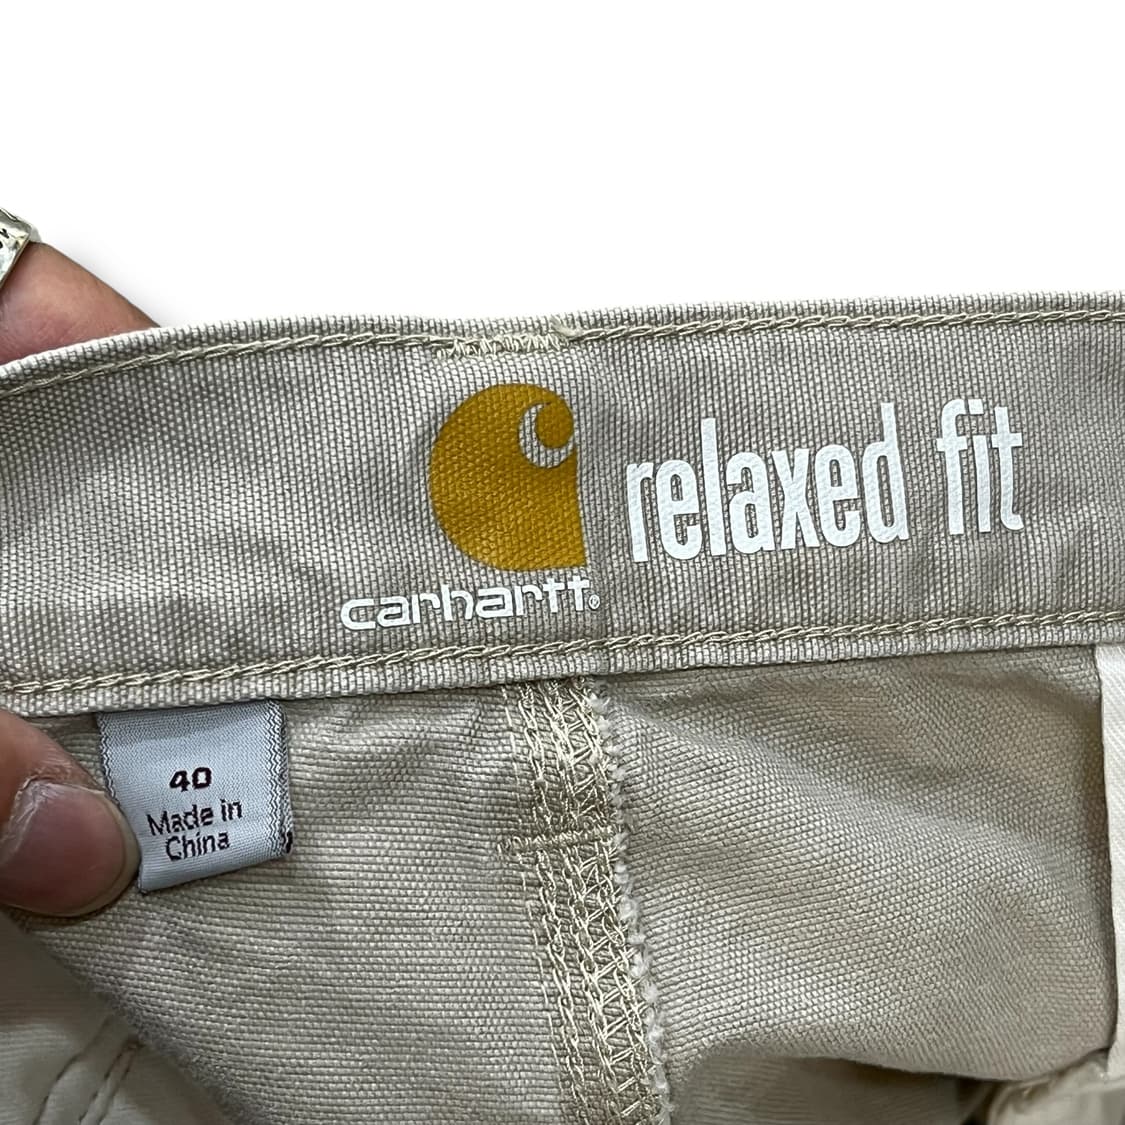 relaxed fit
carhartt®
40
Made in
China